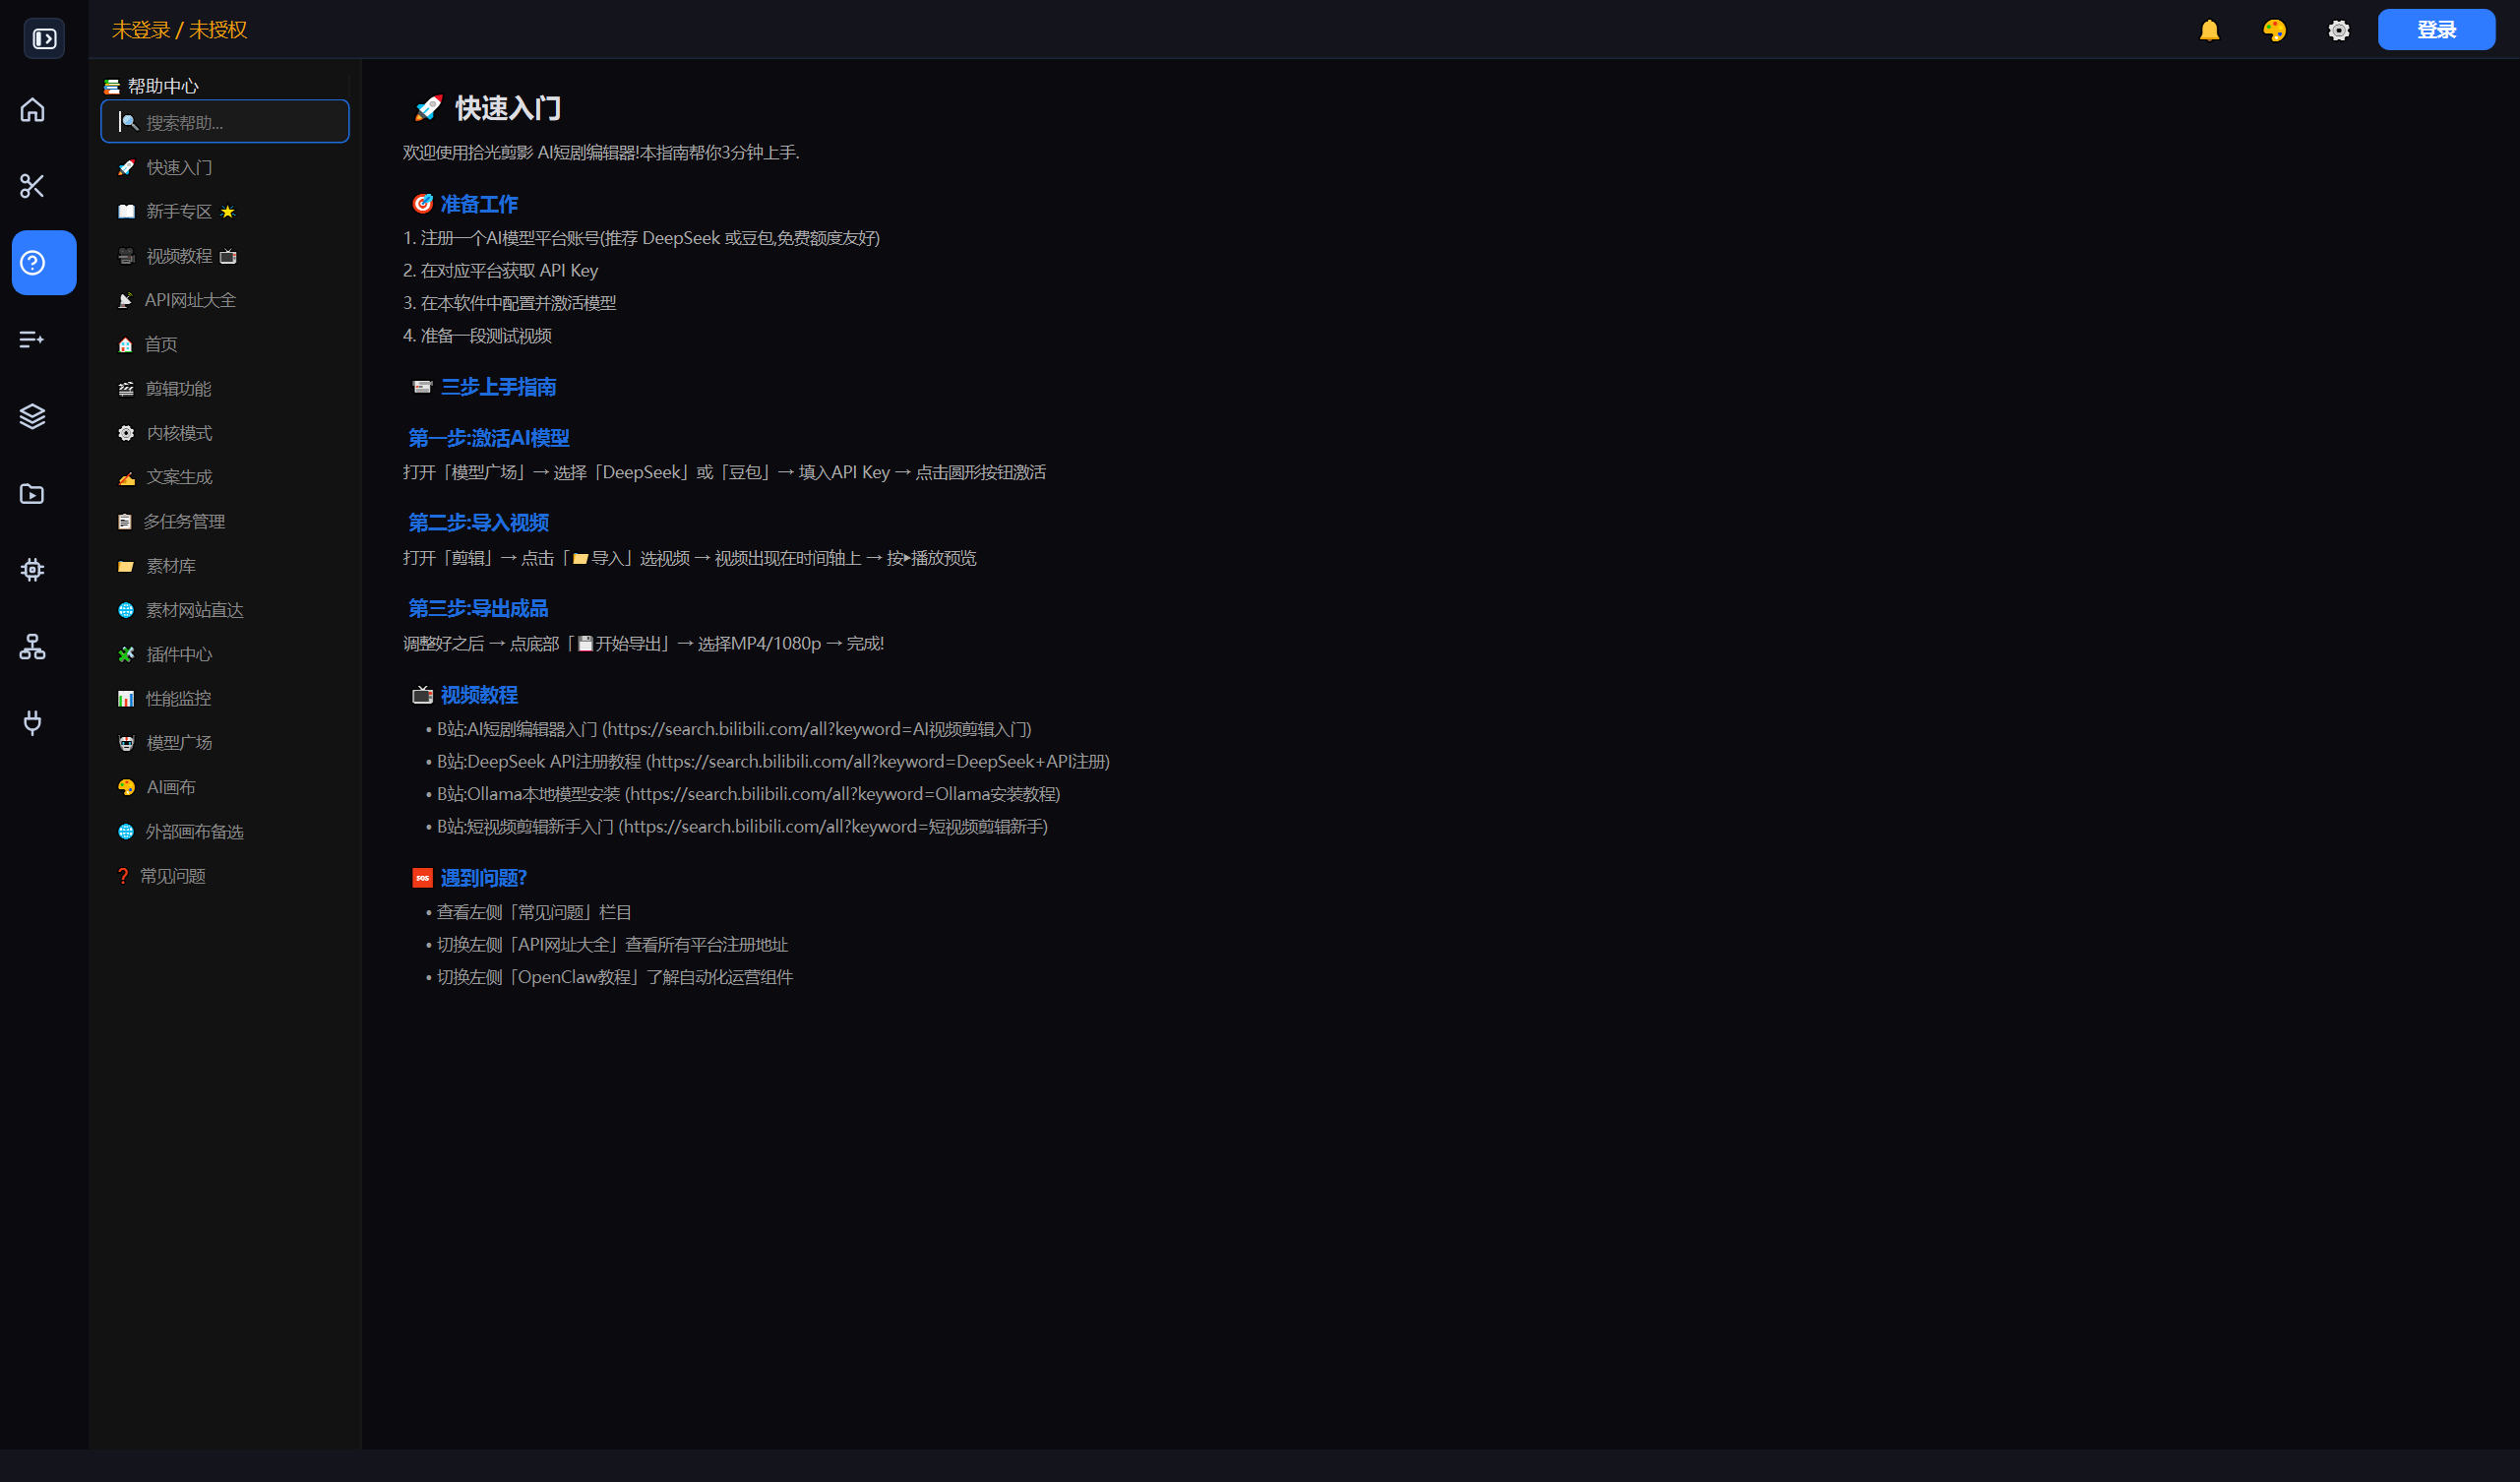 未登录 / 未授权
登录
帮助中心
搜索帮助...
快速入门
新手专区
视频教程
API网址大全
首页
剪辑功能
内核模式
文案生成
多任务管理
素材库
素材网站直达
插件中心
性能监控
模型广场
AI画布
外部画布备选
常见问题
快速入门
欢迎使用拾光剪影 AI短剧编辑器!本指南帮你3分钟上手.
准备工作
1. 注册一个AI模型平台账号(推荐 DeepSeek 或豆包,免费额度友好)
2. 在对应平台获取 API Key
3. 在本软件中配置并激活模型
4. 准备一段测试视频
三步上手指南
第一步:激活AI模型
打开「模型广场」→ 选择「DeepSeek」或「豆包」→ 填入API Key → 点击圆形按钮激活
第二步:导入视频
打开「剪辑」→ 点击「📁导入」选视频 → 视频出现在时间轴上 → 按▶播放预览
第三步:导出成品
调整好之后 → 点底部「💾开始导出」→ 选择MP4/1080p → 完成!
视频教程
• B站:AI短剧编辑器入门 (https://search.bilibili.com/all?keyword=AI视频剪辑入门)
• B站:DeepSeek API注册教程 (https://search.bilibili.com/all?keyword=DeepSeek+API注册)
• B站:Ollama本地模型安装 (https://search.bilibili.com/all?keyword=Ollama安装教程)
• B站:短视频剪辑新手入门 (https://search.bilibili.com/all?keyword=短视频剪辑新手)
SOS 遇到问题?
• 查看左侧「常见问题」栏目
• 切换左侧「API网址大全」查看所有平台注册地址
• 切换左侧「OpenClaw教程」了解自动化运营组件